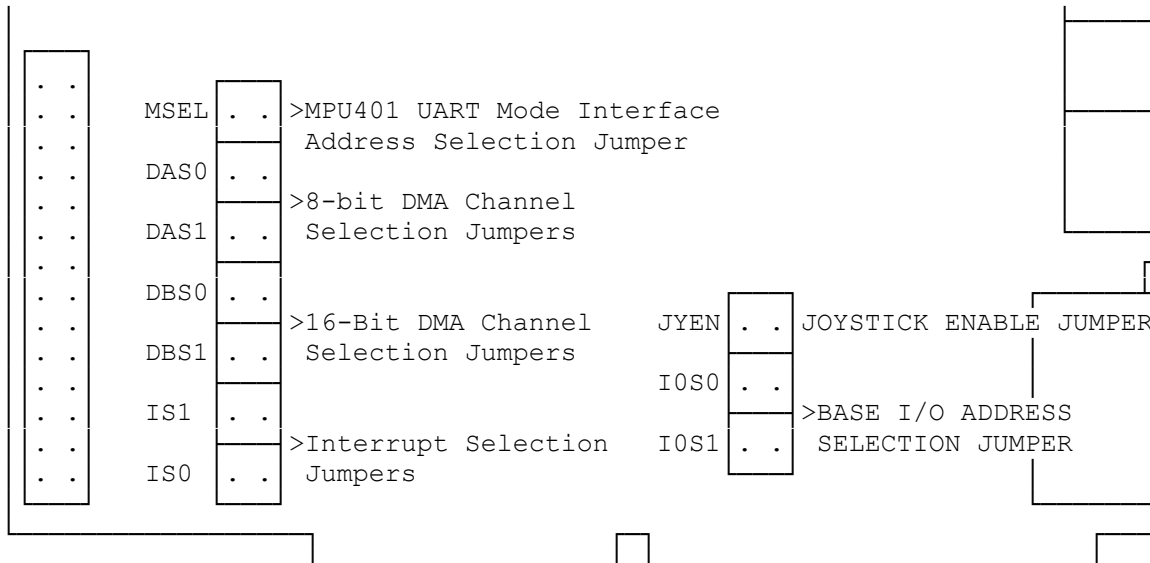 MSEL . . >MPU401 UART Mode Interface
Address Selection Jumper
DAS0 . .
>8-bit DMA Channel
DAS1 . . Selection Jumpers
DBS0 . .
>16-Bit DMA Channel JYEN . . JOYSTICK ENABLE JUMPER
DBS1 . . Selection Jumpers
I0S0 . .
IS1 . . >BASE I/O ADDRESS
>Interrupt Selection I0S1 . . SELECTION JUMPER
IS0 . . Jumpers